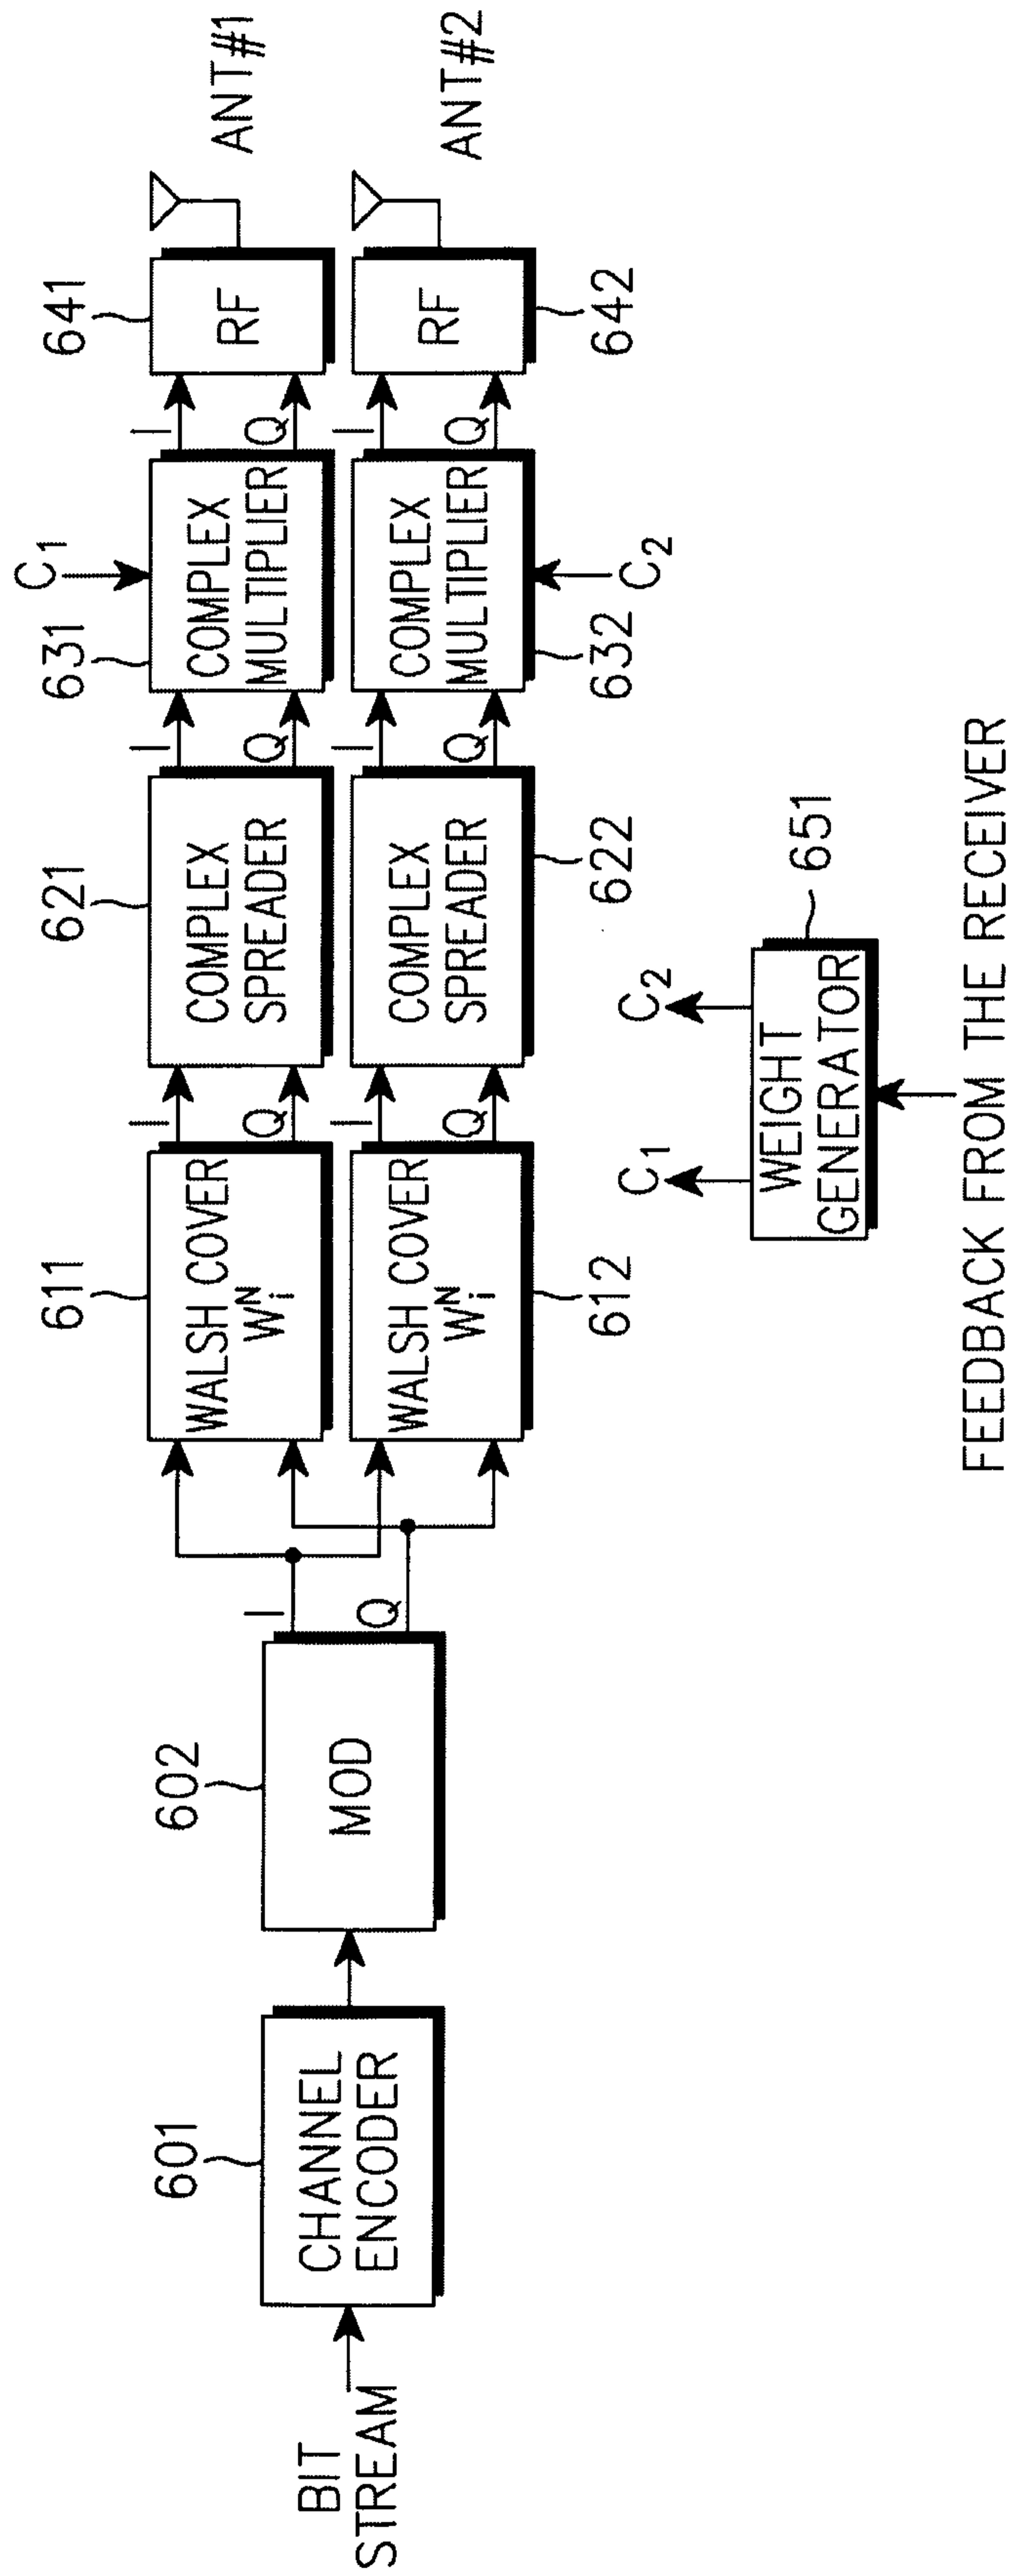 BIT
STREAM
601
CHANNEL
ENCODER
602
MOD
I
Q
611
WALSH COVER
W_i^N
I
Q
621
COMPLEX
SPREADER
I
Q
631
C1
COMPLEX
MULTIPLIER
I
Q
641
RF
ANT#1
WALSH COVER
W_i^N
612
I
Q
COMPLEX
SPREADER
622
I
Q
COMPLEX
MULTIPLIER
632
C2
I
Q
RF
642
ANT#2
C1
C2
WEIGHT
GENERATOR
651
FEEDBACK FROM THE RECEIVER